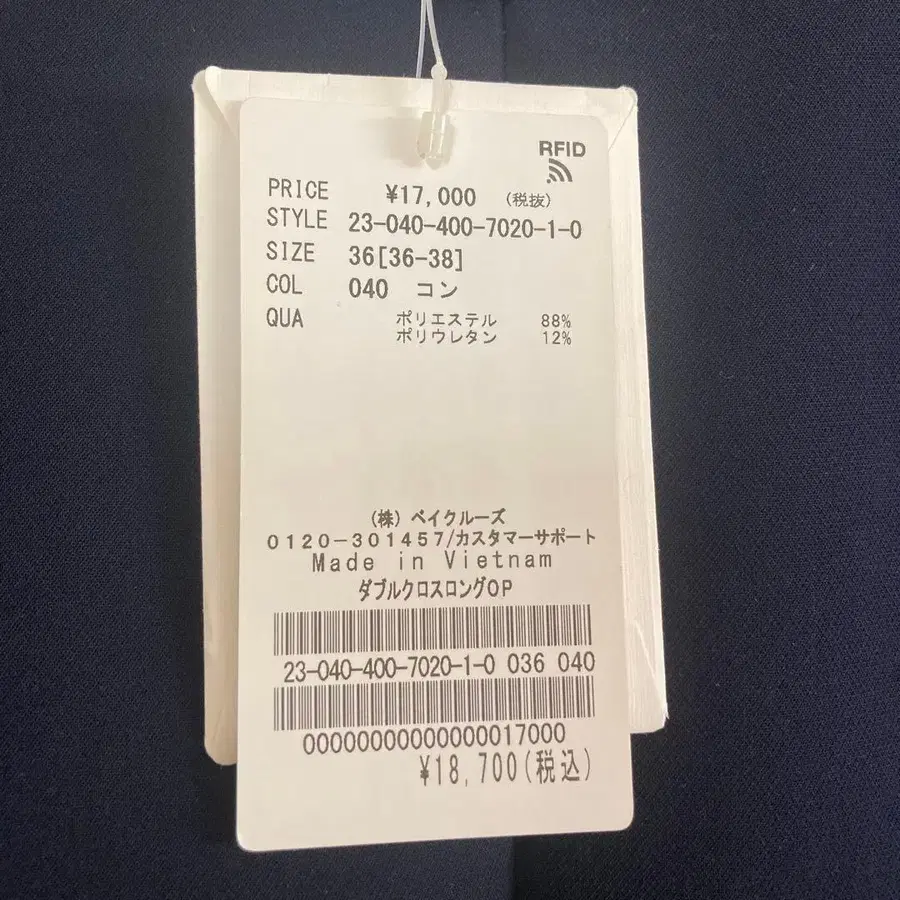 RFID
PRICE ¥17,000 (税抜)
STYLE 23-040-400-7020-1-0
SIZE 36[36-38]
COL 040 コン
QUA ポリエステル 88%
ポリウレタン 12%
(株) ベイクルーズ
0120-301457/カスタマーサポート
Made in Vietnam
ダブルクロスロングOP
23-040-400-7020-1-0 036 040
00000000000000017000
¥18,700(税込)